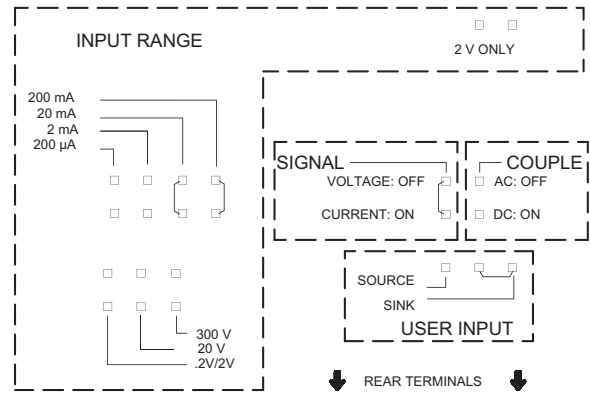 INPUT RANGE
2 V ONLY
200 mA
20 mA
2 mA
200 µA
SIGNAL
VOLTAGE: OFF
CURRENT: ON
COUPLE
AC: OFF
DC: ON
SOURCE
SINK
USER INPUT
300 V
20 V
.2V/2V
REAR TERMINALS